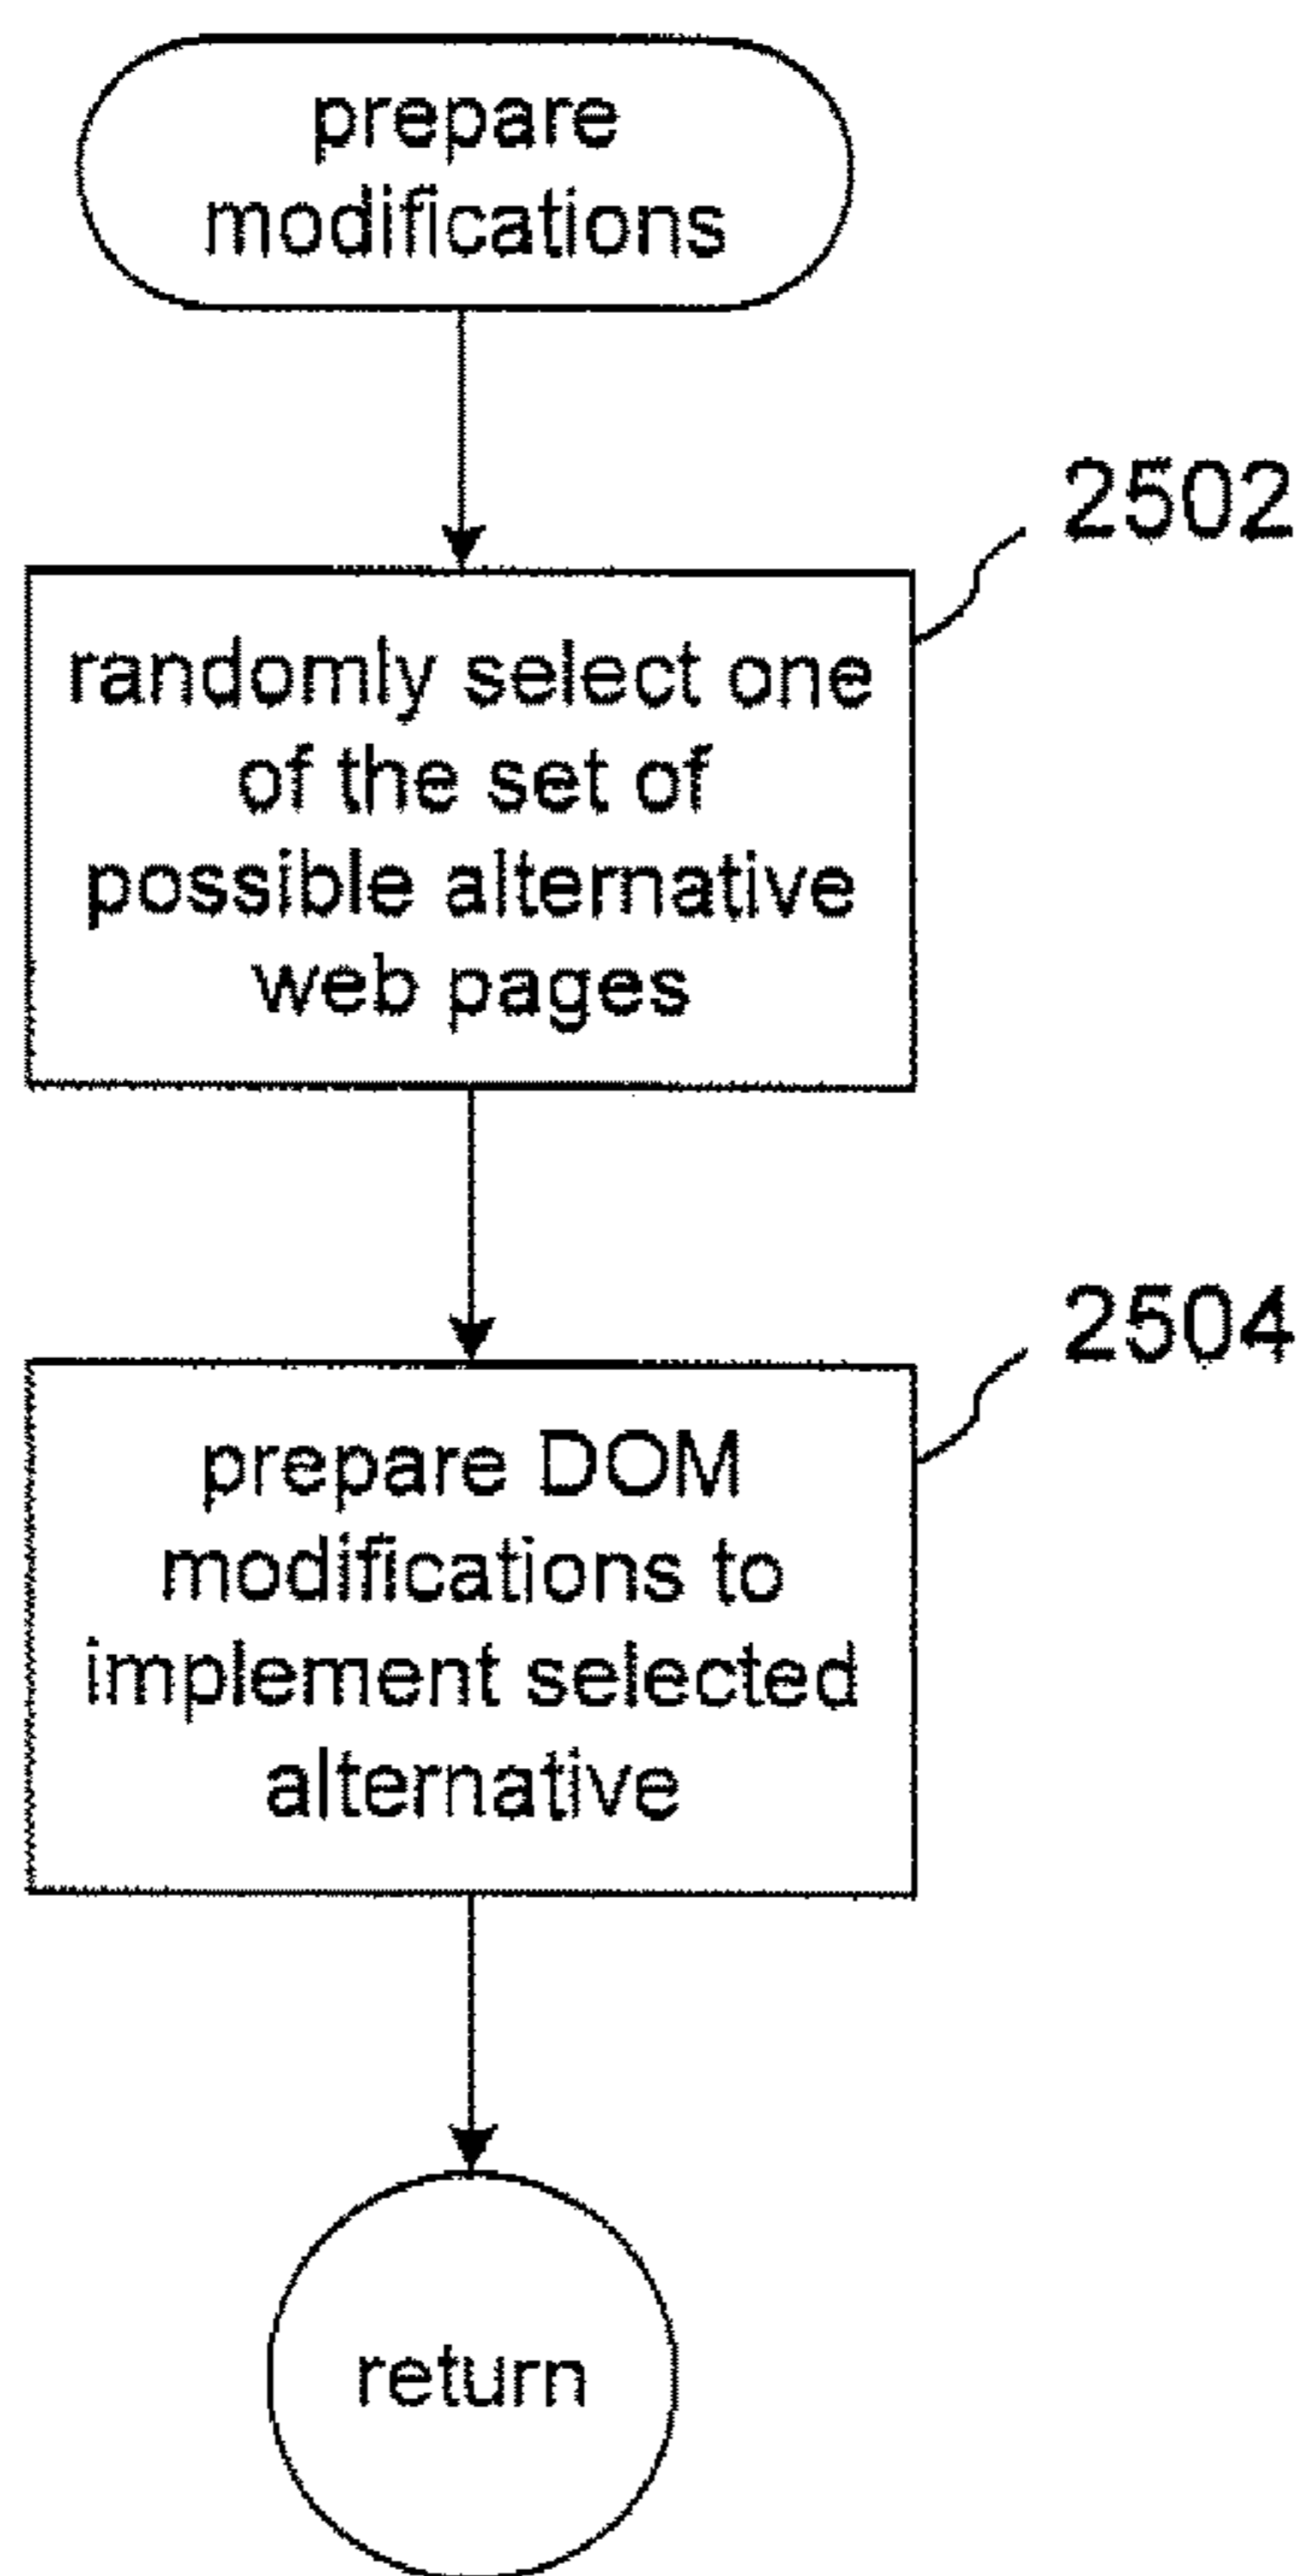 prepare
modifications
2502
randomly select one
of the set of
possible alternative
web pages
2504
prepare DOM
modifications to
implement selected
alternative
return